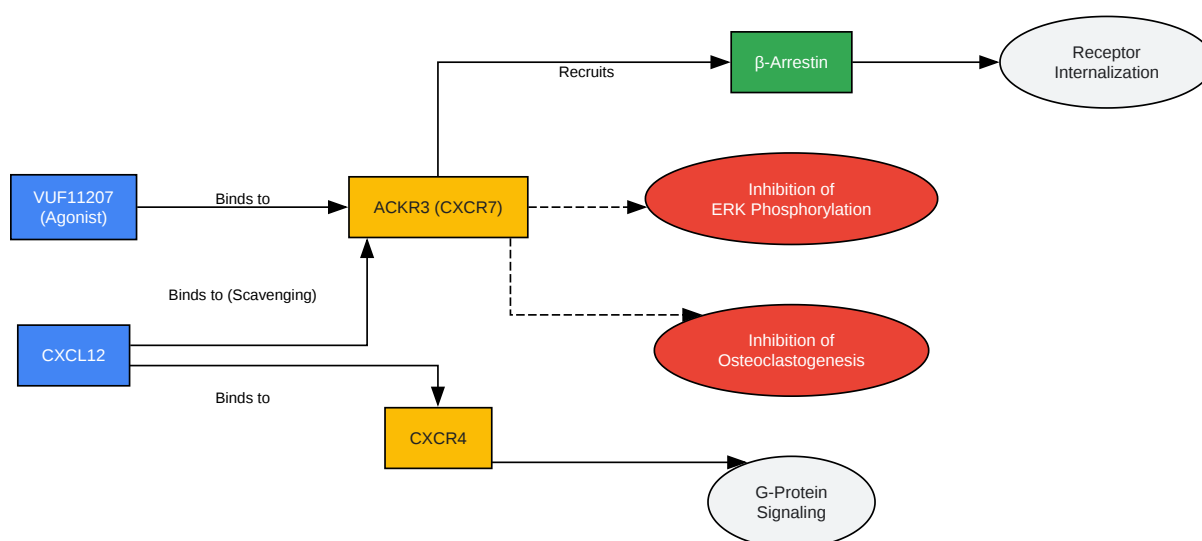 Receptor
Internalization
β-Arrestin
Recruits
VUF11207
(Agonist)
Binds to
ACKR3 (CXCR7)
Inhibition of
ERK Phosphorylation
Binds to (Scavenging)
CXCL12
Inhibition of
Osteoclastogenesis
Binds to
CXCR4
G-Protein
Signaling